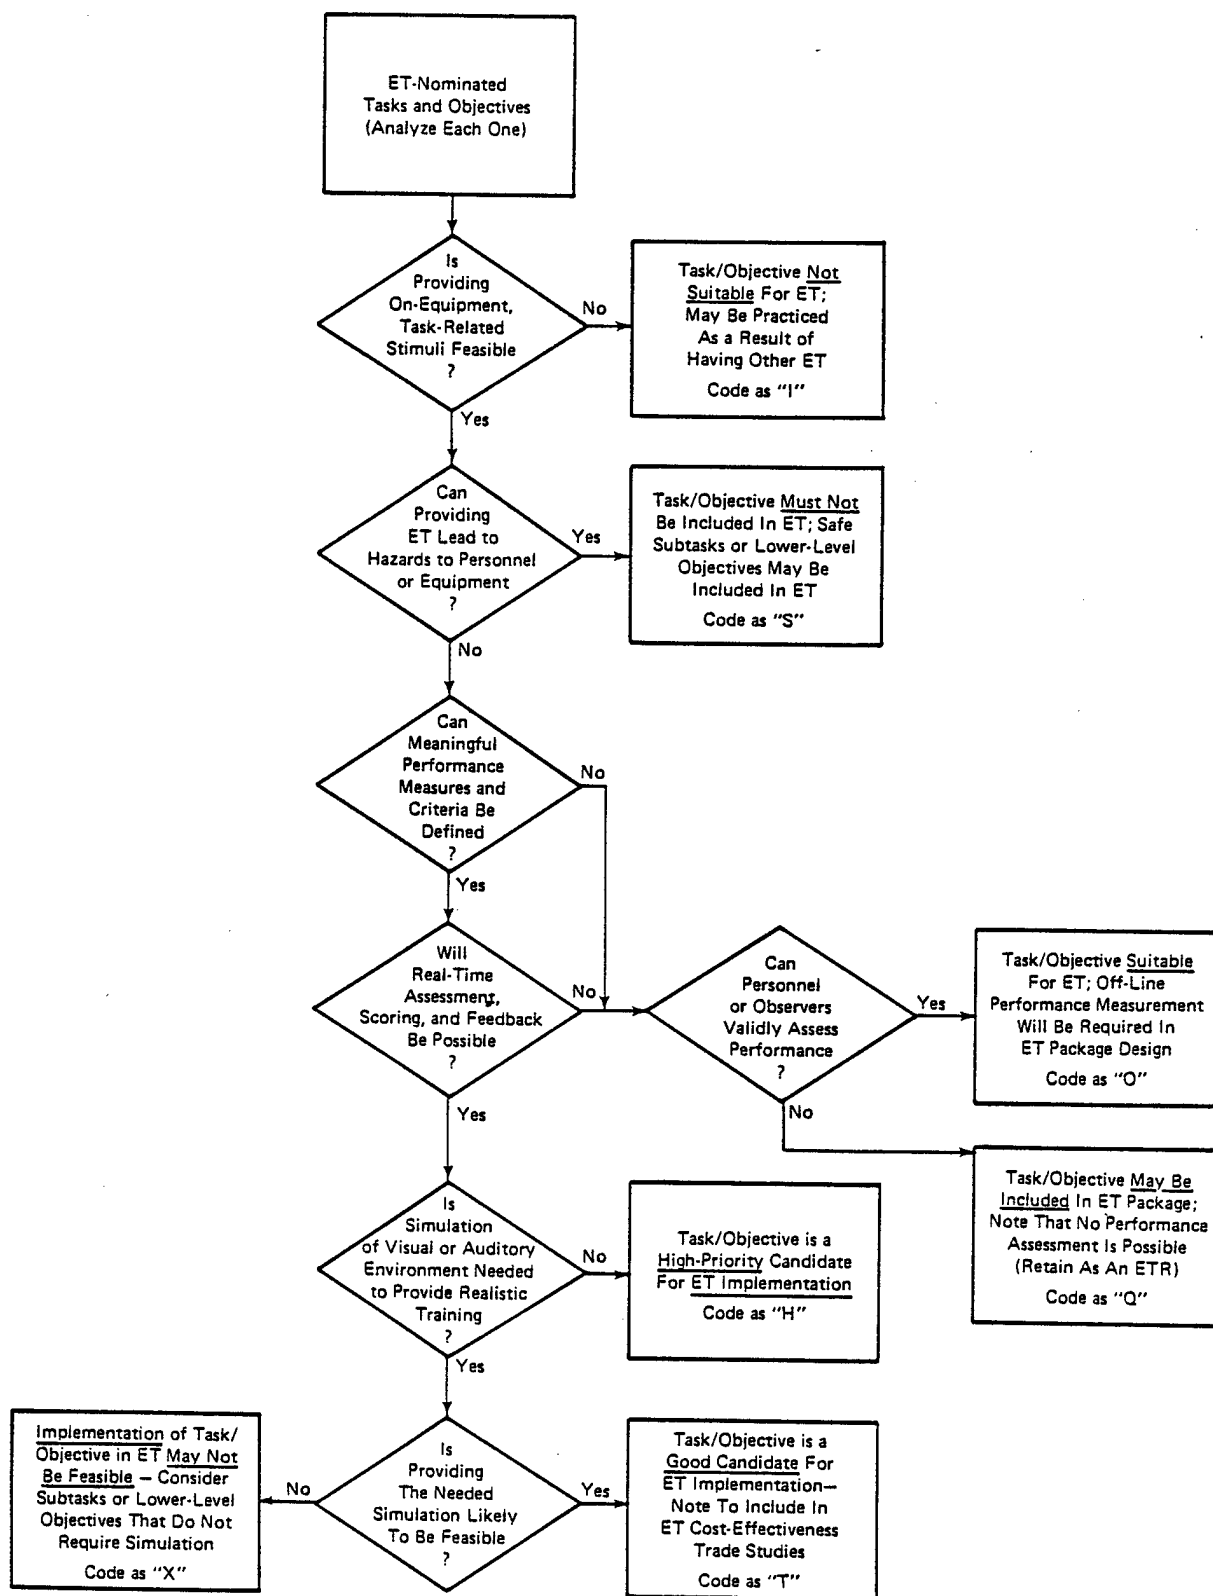 ET-Nominated
Tasks and Objectives
(Analyze Each One)
Is
Providing
On-Equipment,
Task-Related
Stimuli Feasible
?
No
Task/Objective Not
Suitable For ET;
May Be Practiced
As a Result of
Having Other ET
Code as "I"
Yes
Can
Providing
ET Lead to
Hazards to Personnel
or Equipment
?
Yes
Task/Objective Must Not
Be Included In ET; Safe
Subtasks or Lower-Level
Objectives May Be
Included In ET
Code as "S"
No
Can
Meaningful
Performance
Measures and
Criteria Be
Defined
?
No
Yes
Will
Real-Time
Assessment,
Scoring, and Feedback
Be Possible
?
No
Can
Personnel
or Observers
Validly Assess
Performance
?
Yes
Task/Objective Suitable
For ET; Off-Line
Performance Measurement
Will Be Required In
ET Package Design
Code as "O"
No
Task/Objective May Be
Included In ET Package;
Note That No Performance
Assessment Is Possible
(Retain As An ETR)
Code as "Q"
Yes
Is
Simulation
of Visual or Auditory
Environment Needed
to Provide Realistic
Training
?
No
Task/Objective is a
High-Priority Candidate
For ET Implementation
Code as "H"
Yes
Is
Providing
The Needed
Simulation Likely
To Be Feasible
?
No
Implementation of Task/
Objective in ET May Not
Be Feasible — Consider
Subtasks or Lower-Level
Objectives That Do Not
Require Simulation
Code as "X"
Yes
Task/Objective is a
Good Candidate For
ET Implementation—
Note To Include In
ET Cost-Effectiveness
Trade Studies
Code as "T"